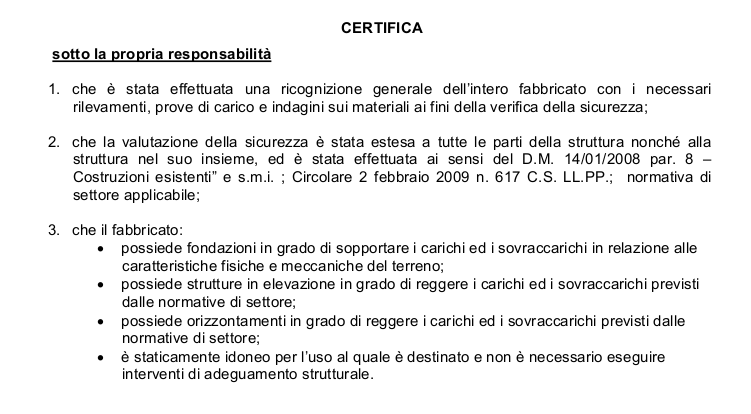 CERTIFICA
sotto la propria responsabilità
1. che è stata effettuata una ricognizione generale dell'intero fabbricato con i necessari
rilevamenti, prove di carico e indagini sui materiali ai fini della verifica della sicurezza;
2. che la valutazione della sicurezza è stata estesa a tutte le parti della struttura nonché alla
struttura nel suo insieme, ed è stata effettuata ai sensi del D.M. 14/01/2008 par. 8 –
Costruzioni esistenti" e s.m.i. ; Circolare 2 febbraio 2009 n. 617 C.S. LL.PP.; normativa di
settore applicabile;
3. che il fabbricato:
• possiede fondazioni in grado di sopportare i carichi ed i sovraccarichi in relazione alle
caratteristiche fisiche e meccaniche del terreno;
• possiede strutture in elevazione in grado di reggere i carichi ed i sovraccarichi previsti
dalle normative di settore;
• possiede orizzontamenti in grado di reggere i carichi ed i sovraccarichi previsti dalle
normative di settore;
• è staticamente idoneo per l'uso al quale è destinato e non è necessario eseguire
interventi di adeguamento strutturale.